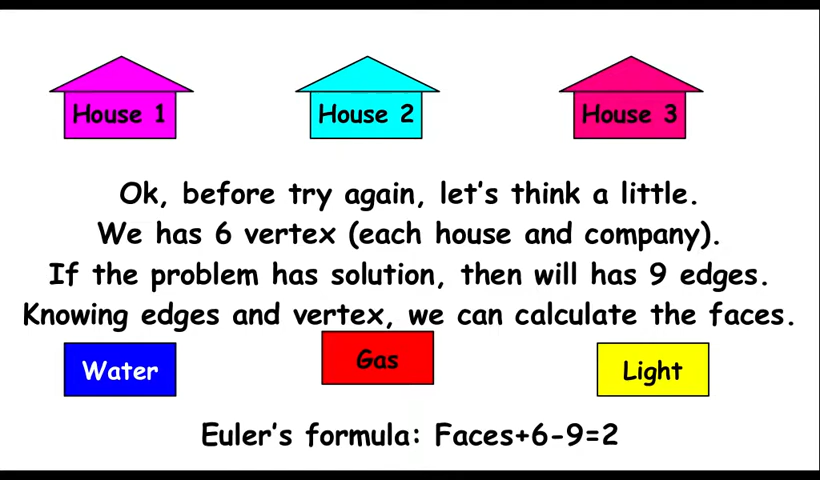 House 1 House 2 House 3
Ok, before try again, let's think a little.
We has 6 vertex (each house and company).
If the problem has solution, then will has 9 edges.
Knowing edges and vertex, we can calculate the faces.
Water Gas Light
Euler's formula: Faces+6-9=2